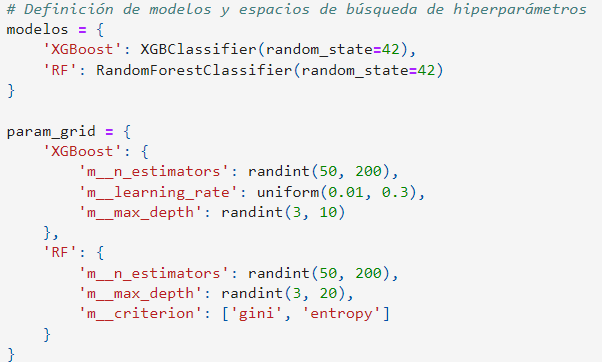 # Definición de modelos y espacios de búsqueda de hiperparámetros
modelos = {
    'XGBoost': XGBClassifier(random_state=42),
    'RF': RandomForestClassifier(random_state=42)
}

param_grid = {
    'XGBoost': {
        'm__n_estimators': randint(50, 200),
        'm__learning_rate': uniform(0.01, 0.3),
        'm__max_depth': randint(3, 10)
    },
    'RF': {
        'm__n_estimators': randint(50, 200),
        'm__max_depth': randint(3, 20),
        'm__criterion': ['gini', 'entropy']
    }
}